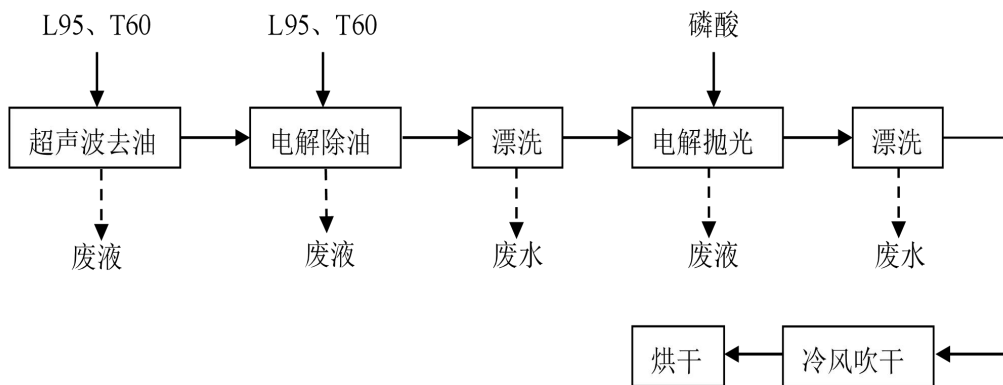 L95、T60
L95、T60
磷酸
超声波去油
电解除油
漂洗
电解抛光
漂洗
废液
废液
废水
废液
废水
烘干
冷风吹干